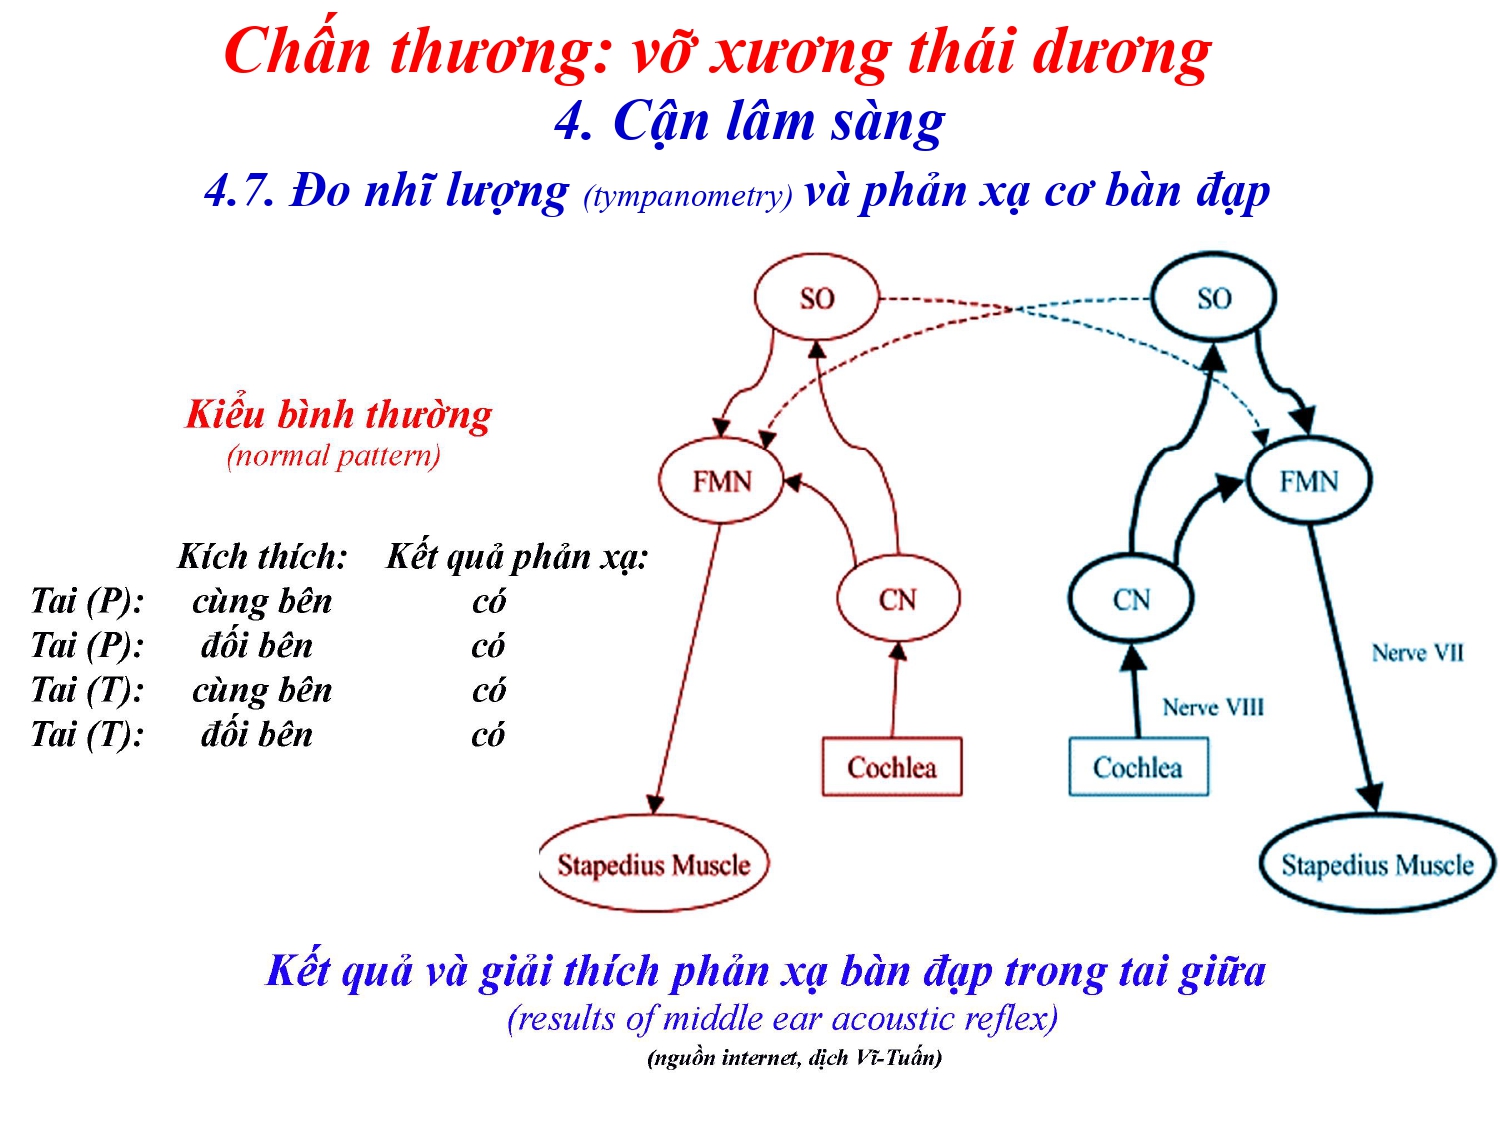 Chấn thương: vỡ xương thái dương
4. Cận lâm sàng
4.7. Đo nhĩ lượng (tympanometry) và phản xạ cơ bàn đạp
Kiểu bình thường
(normal pattern)
Kích thích: Kết quả phản xạ:
Tai (P): cùng bên có
Tai (P): đối bên có
Tai (T): cùng bên có
Tai (T): đối bên có
SO SO
FMN FMN
CN CN
Nerve VII
Nerve VIII
Cochlea Cochlea
Stapedius Muscle Stapedius Muscle
Kết quả và giải thích phản xạ bàn đạp trong tai giữa
(results of middle ear acoustic reflex)
(nguồn internet, dịch Vĩ-Tuấn)